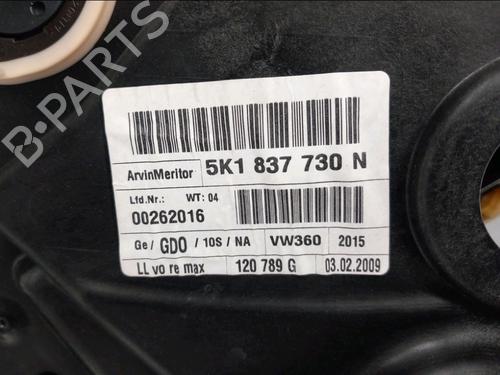 B-PARTS
ArvinMeritor 5K1 837 730 N
Lfd.Nr.: WT: 04
00262016
Ge/ GDO / 10S / NA VW360 2015
LL vo re max 120 789 G 03.02.2009